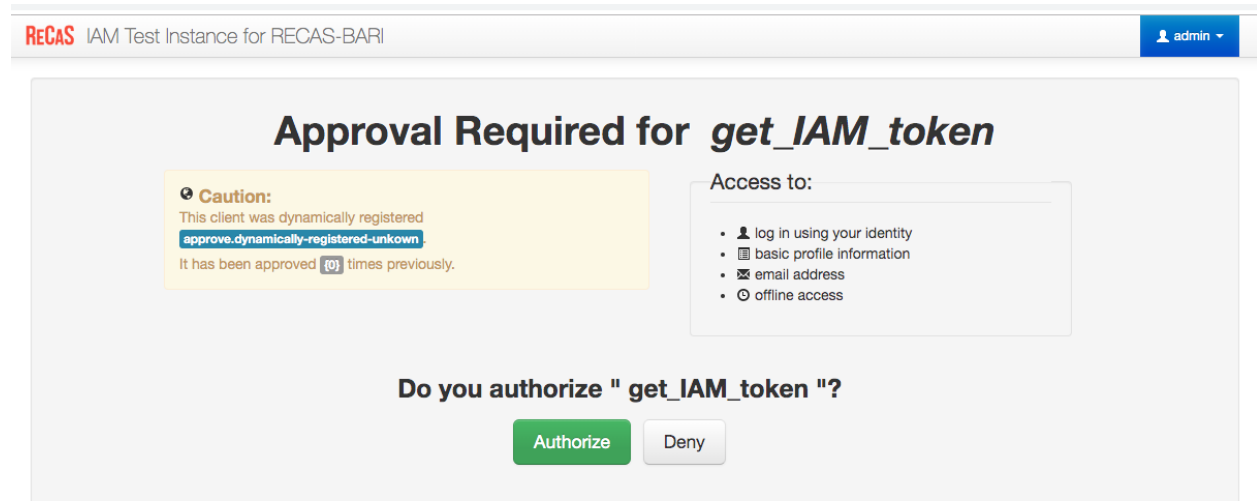 RECAS IAM Test Instance for RECAS-BARI
admin
Approval Required for get_IAM_token
Caution:
This client was dynamically registered
approve.dynamically-registered-unkown.
It has been approved {0} times previously.
Access to:
log in using your identity
basic profile information
email address
offline access
Do you authorize " get_IAM_token "?
Authorize
Deny